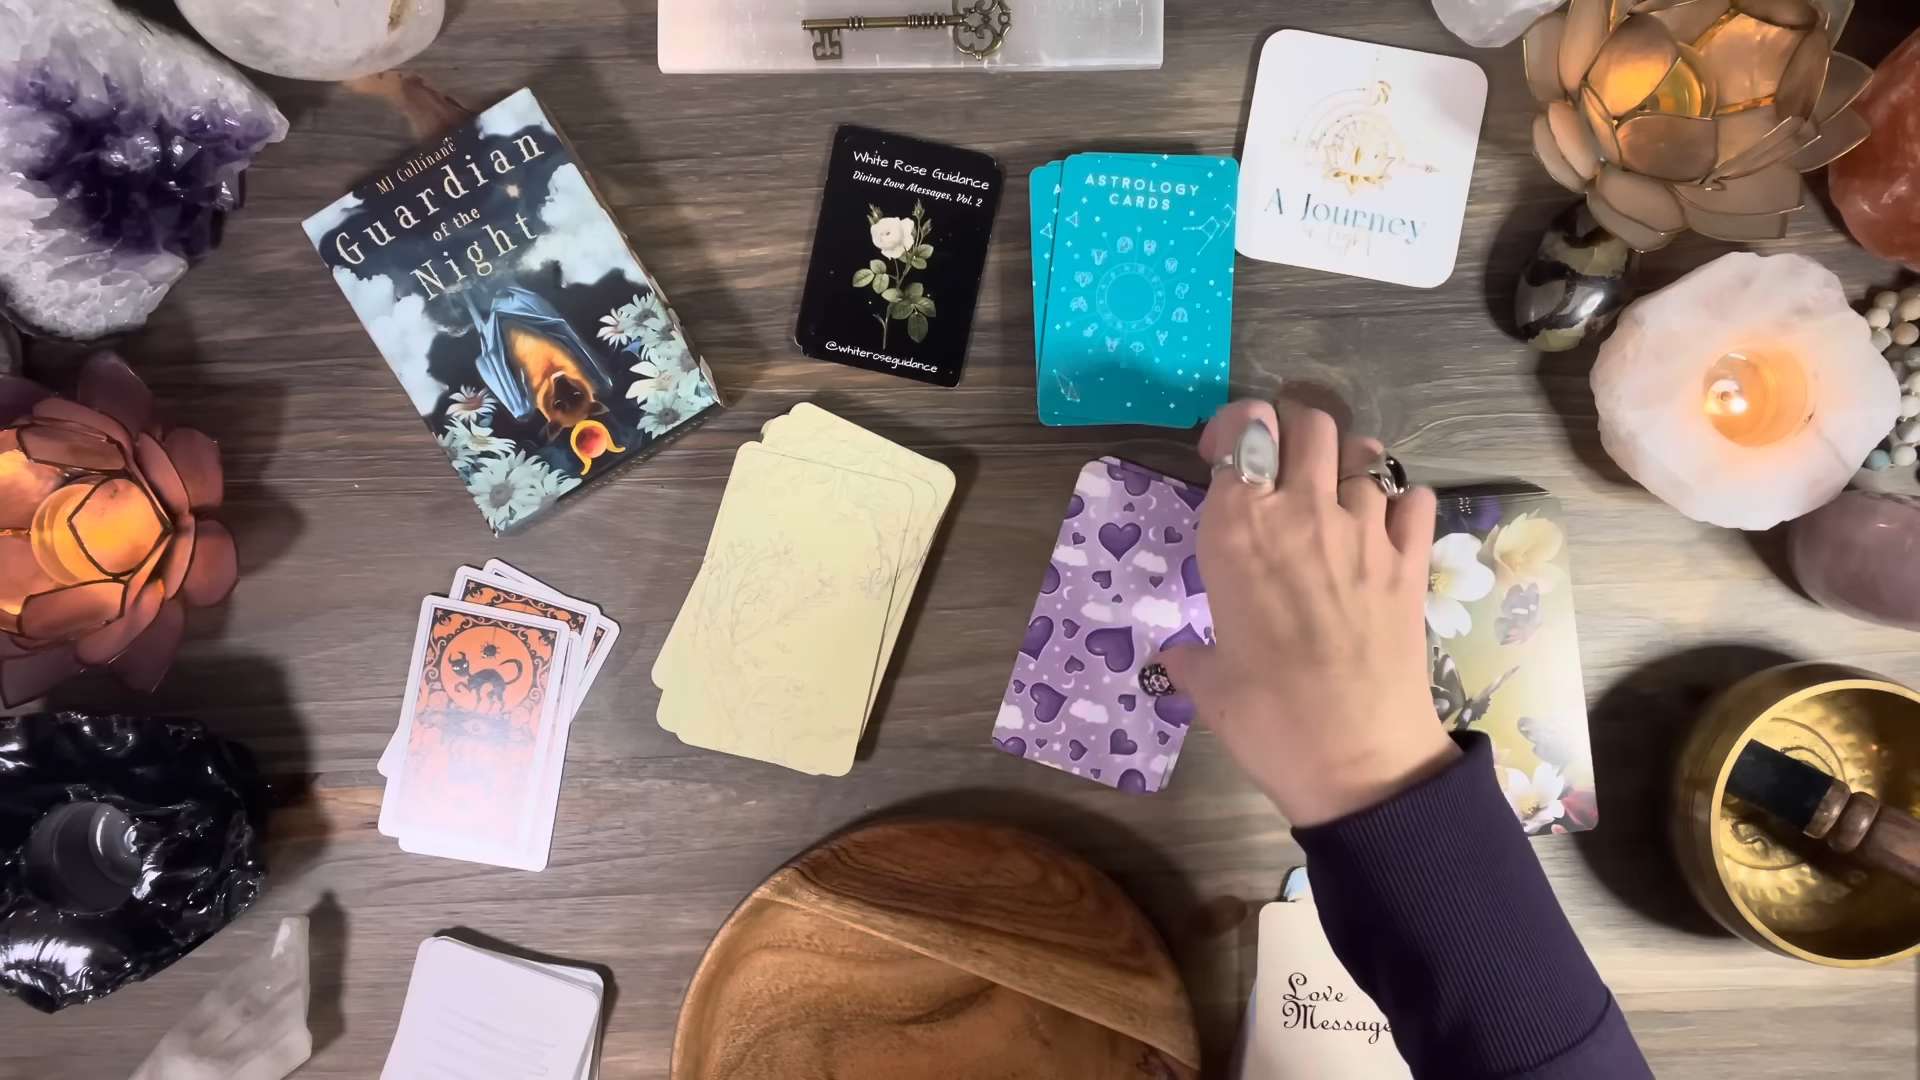 MJ Cullinane
Guardian
of the
Night
White Rose Guidance
Divine Love Messages, Vol. 2
@whiteroseguidance
A
ASTROLOGY
CARDS
A Journey
Love
Message